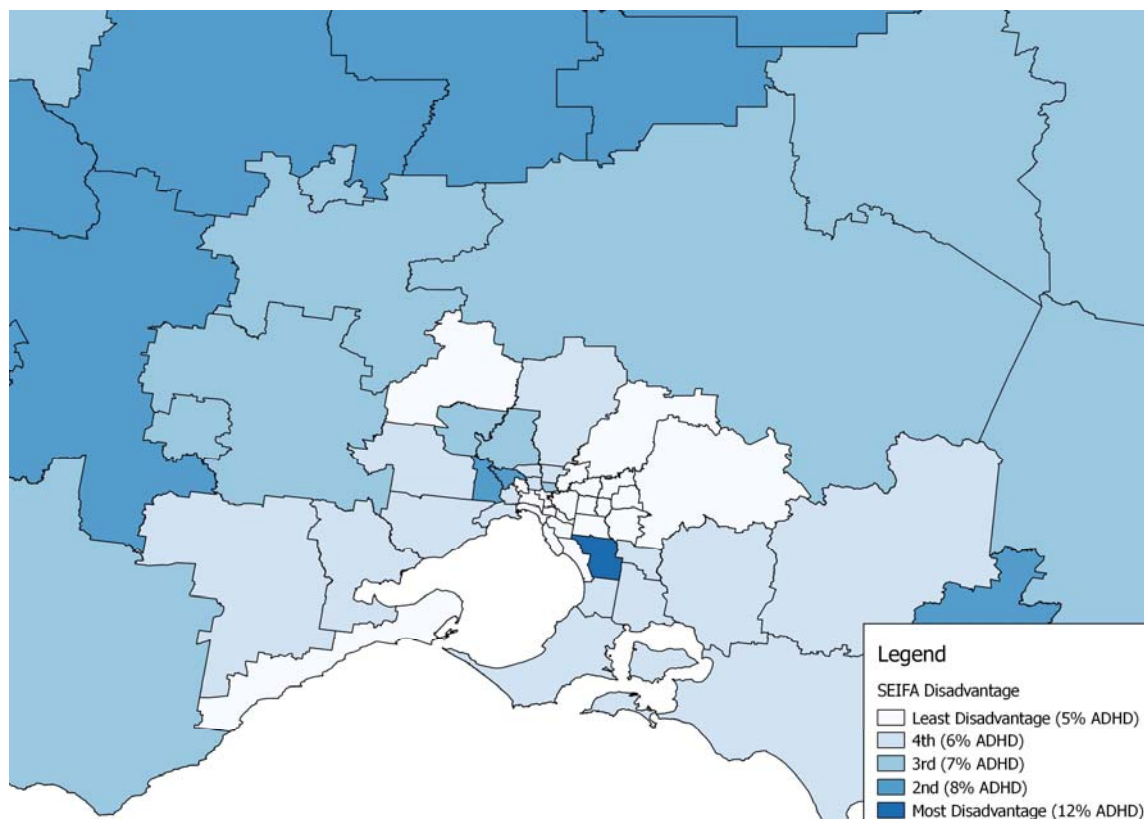 Legend
SEIFA Disadvantage
Least Disadvantage (5% ADHD)
4th (6% ADHD)
3rd (7% ADHD)
2nd (8% ADHD)
Most Disadvantage (12% ADHD)